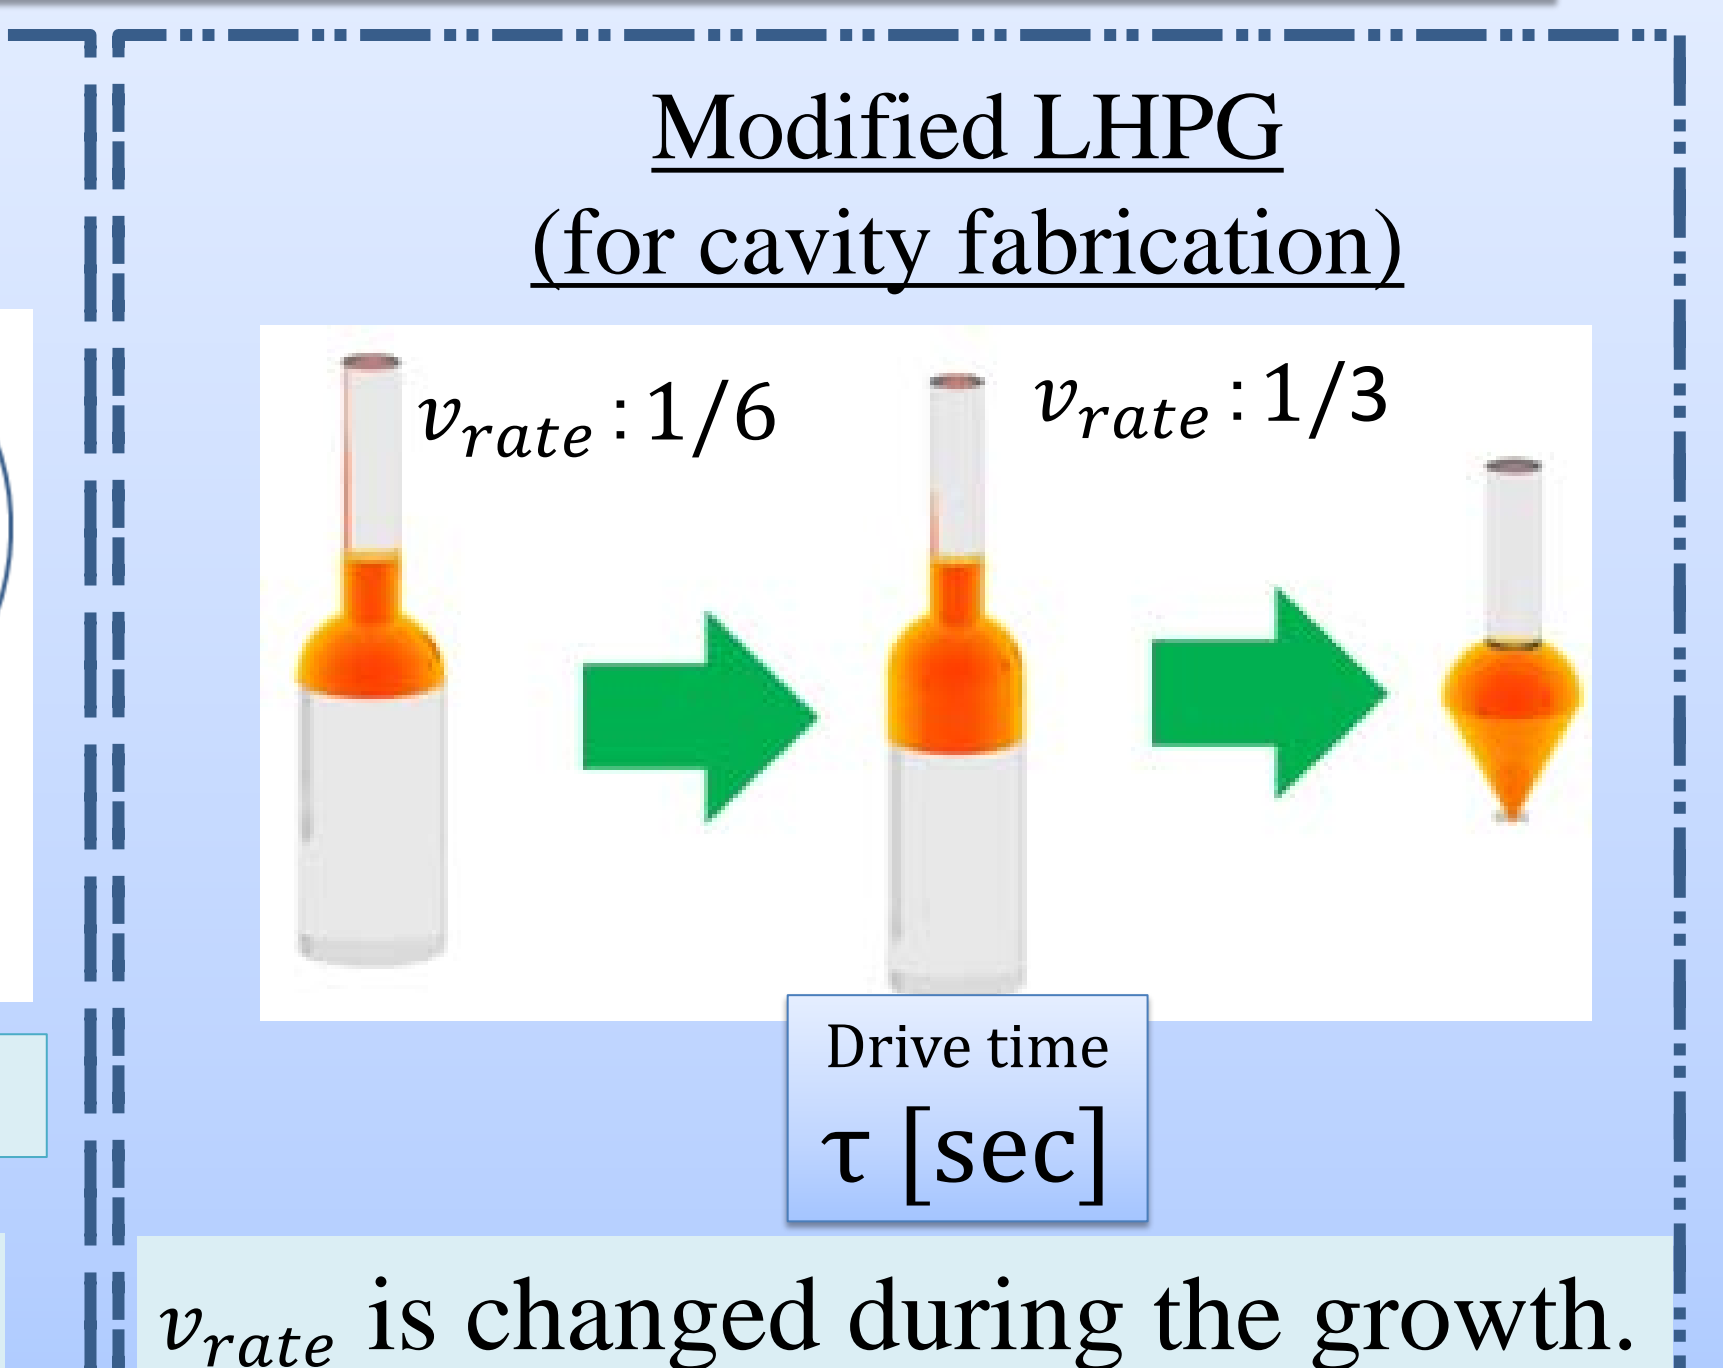 Modified LHPG
(for cavity fabrication)
v_rate : 1/6
v_rate : 1/3
Drive time
τ [sec]
v_rate is changed during the growth.